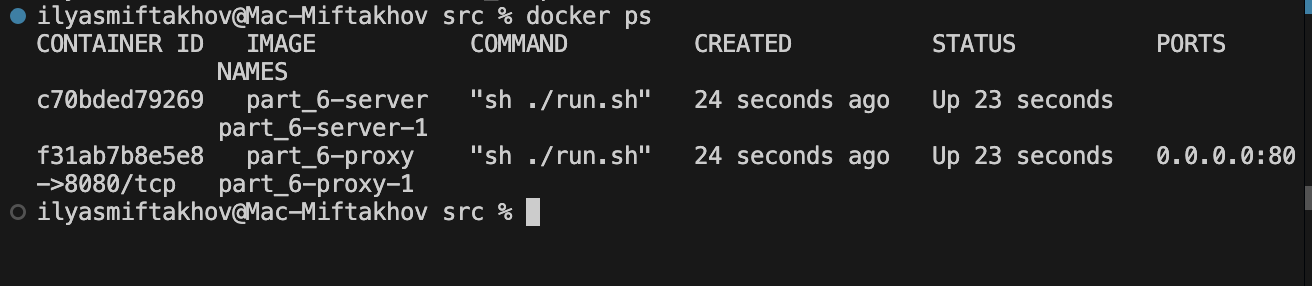 ilyasmiftakhov@Mac-Miftakhov src % docker ps
CONTAINER ID   IMAGE           COMMAND         CREATED          STATUS          PORTS
             NAMES
c70bded79269   part_6-server   "sh ./run.sh"   24 seconds ago   Up 23 seconds
             part_6-server-1
f31ab7b8e5e8   part_6-proxy    "sh ./run.sh"   24 seconds ago   Up 23 seconds   0.0.0.0:80
->8080/tcp   part_6-proxy-1
ilyasmiftakhov@Mac-Miftakhov src %